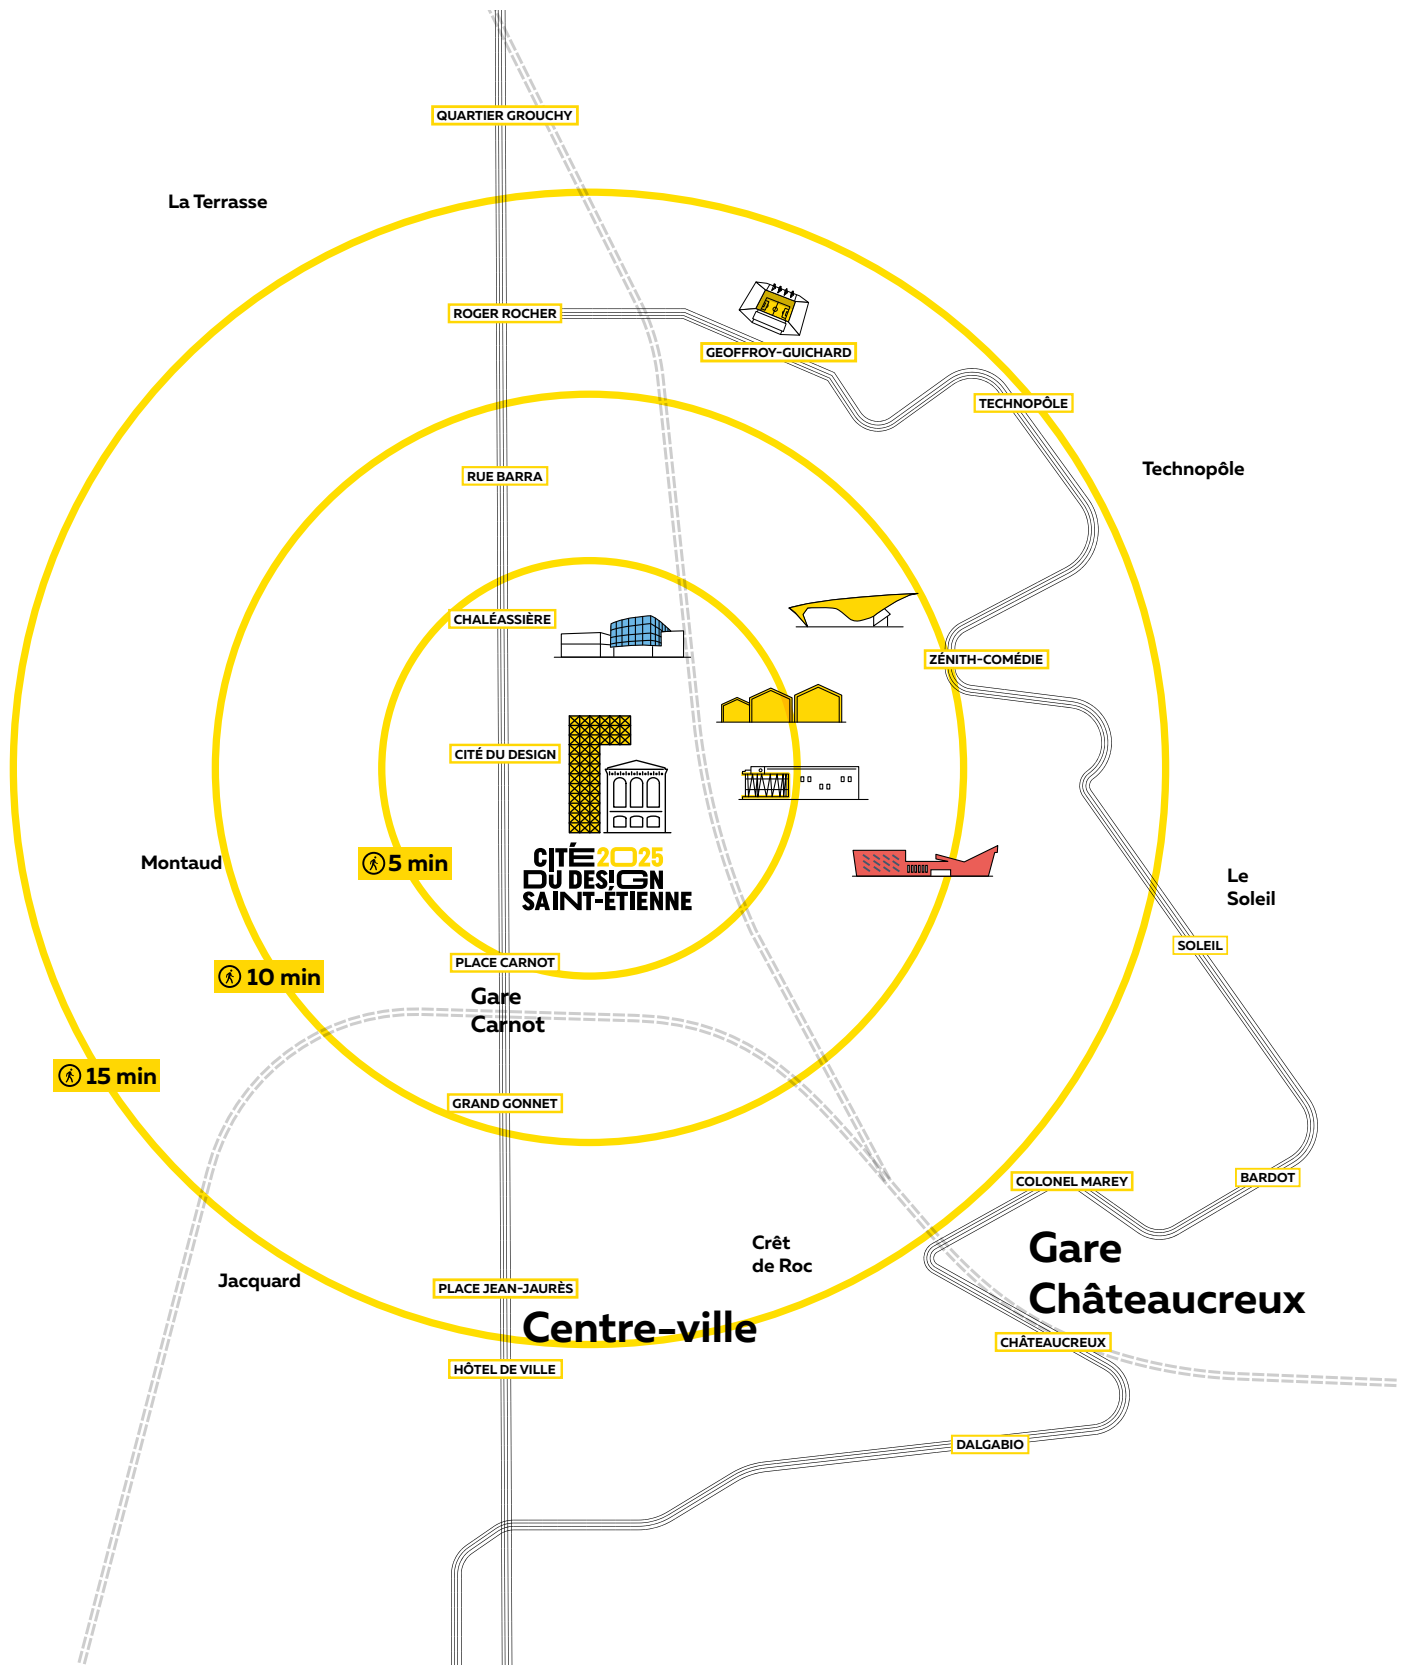 QUARTIER GROUCHY
La Terrasse
ROGER ROCHER
GEOFFROY-GUICHARD
TECHNOPÔLE
Technopôle
RUE BARRA
CHALÉASSIÈRE
ZÉNITH-COMÉDIE
CITÉ DU DESIGN
CITÉ 2025
DU DESIGN
SAINT-ÉTIENNE
Montaud
5 min
Le
Soleil
SOLEIL
PLACE CARNOT
10 min
Gare
Carnot
15 min
GRAND GONNET
COLONEL MAREY
BARDOT
Crêt
de Roc
Gare
Châteaucreux
Jacquard
PLACE JEAN-JAURÈS
Centre-ville
CHÂTEAUCREUX
HÔTEL DE VILLE
DALGABIO